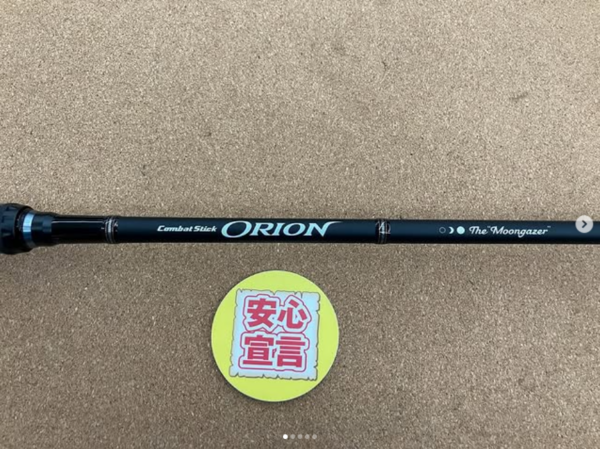 Combat Stick ORION The "Moongazer"
安心
宣言